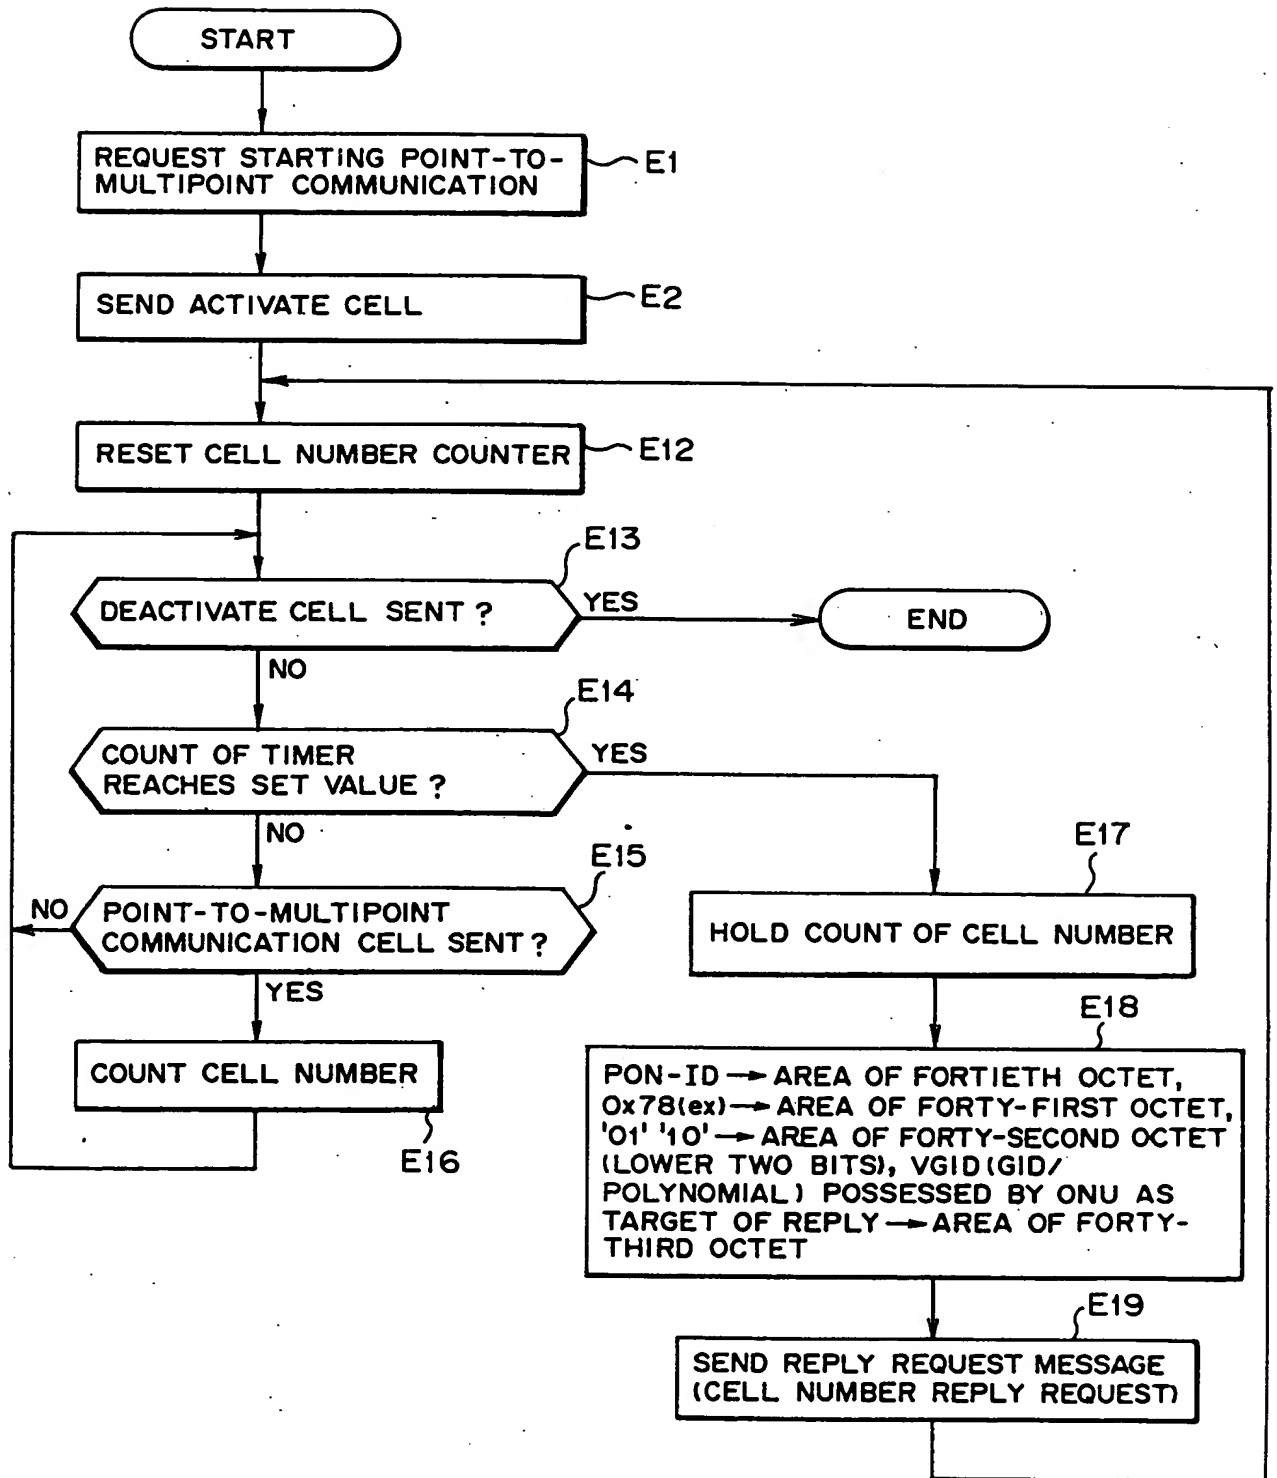 START
REQUEST STARTING POINT-TO-
MULTIPOINT COMMUNICATION
E1
SEND ACTIVATE CELL
E2
RESET CELL NUMBER COUNTER
E12
E13
DEACTIVATE CELL SENT ?
YES
END
NO
E14
COUNT OF TIMER
REACHES SET VALUE ?
YES
NO
E15
NO
POINT-TO-MULTIPOINT
COMMUNICATION CELL SENT ?
YES
COUNT CELL NUMBER
E16
E17
HOLD COUNT OF CELL NUMBER
E18
PON-ID → AREA OF FORTIETH OCTET,
0x78(ex) → AREA OF FORTY-FIRST OCTET,
'01' '10' → AREA OF FORTY-SECOND OCTET
(LOWER TWO BITS), VGID (GID/
POLYNOMIAL) POSSESSED BY ONU AS
TARGET OF REPLY → AREA OF FORTY-
THIRD OCTET
E19
SEND REPLY REQUEST MESSAGE
(CELL NUMBER REPLY REQUEST)